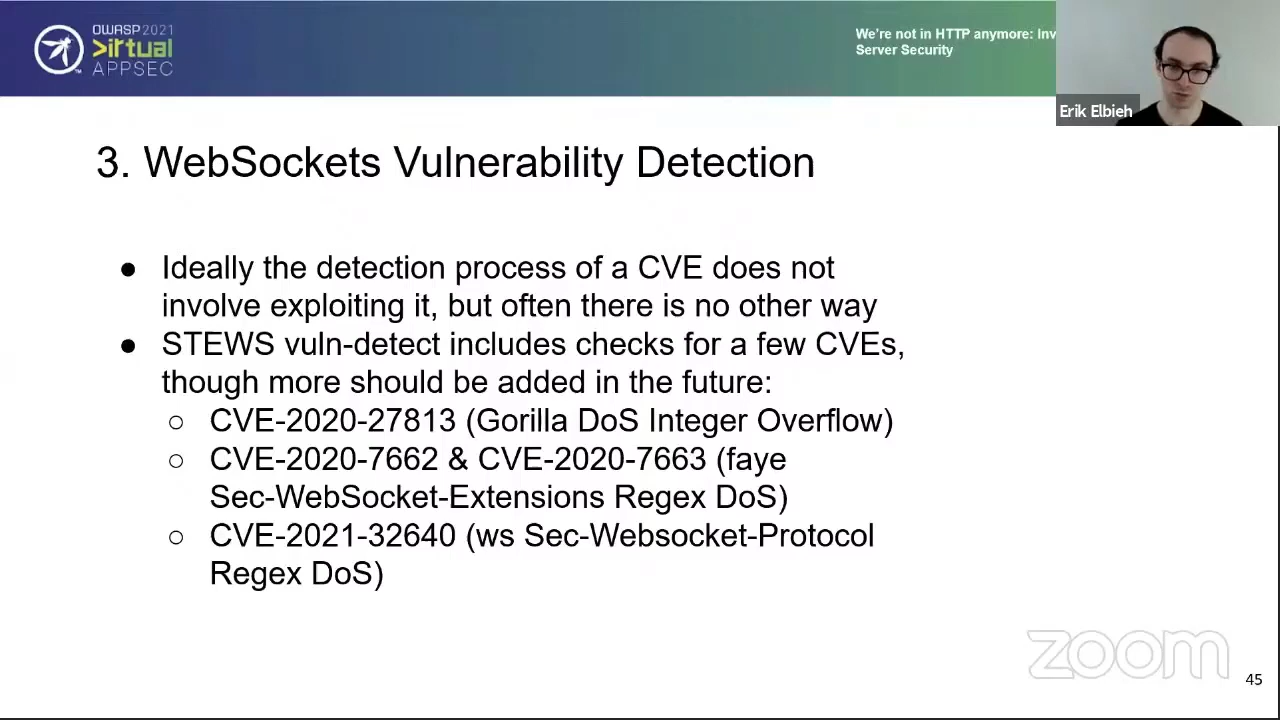 OWASP 2021
>irtual
APPSEC
We're not in HTTP anymore: Inv
Server Security
Erik Elbieh
3. WebSockets Vulnerability Detection
● Ideally the detection process of a CVE does not
involve exploiting it, but often there is no other way
● STEWS vuln-detect includes checks for a few CVEs,
though more should be added in the future:
○ CVE-2020-27813 (Gorilla DoS Integer Overflow)
○ CVE-2020-7662 & CVE-2020-7663 (faye
Sec-WebSocket-Extensions Regex DoS)
○ CVE-2021-32640 (ws Sec-Websocket-Protocol
Regex DoS)
zoom
45